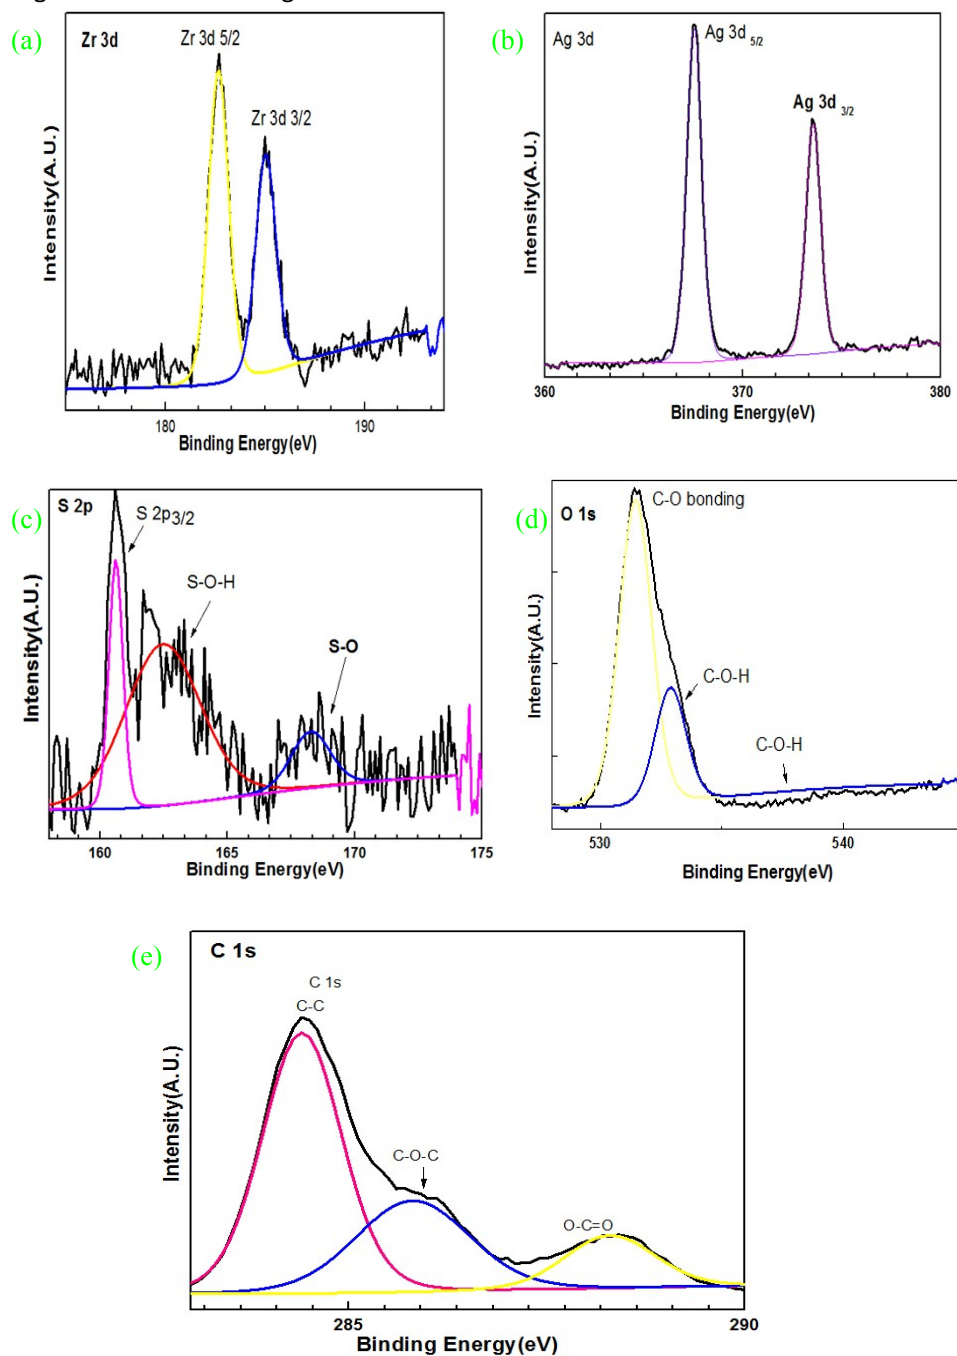 (a)
Zr 3d
Zr 3d 5/2
Zr 3d 3/2
Intensity(A.U.)
180
190
Binding Energy(eV)
(b)
Ag 3d
Ag 3d 5/2
Ag 3d 3/2
Intensity(A.U.)
360
370
380
Binding Energy(eV)
(c)
S 2p
S 2p3/2
S-O-H
S-O
Intensity(A.U.)
160
165
170
175
Binding Energy(eV)
(d)
O 1s
C-O bonding
C-O-H
C-O-H
Intensity(A.U.)
530
540
Binding Energy(eV)
(e)
C 1s
C 1s
C-C
C-O-C
O-C=O
Intensity(A.U.)
285
290
Binding Energy(eV)